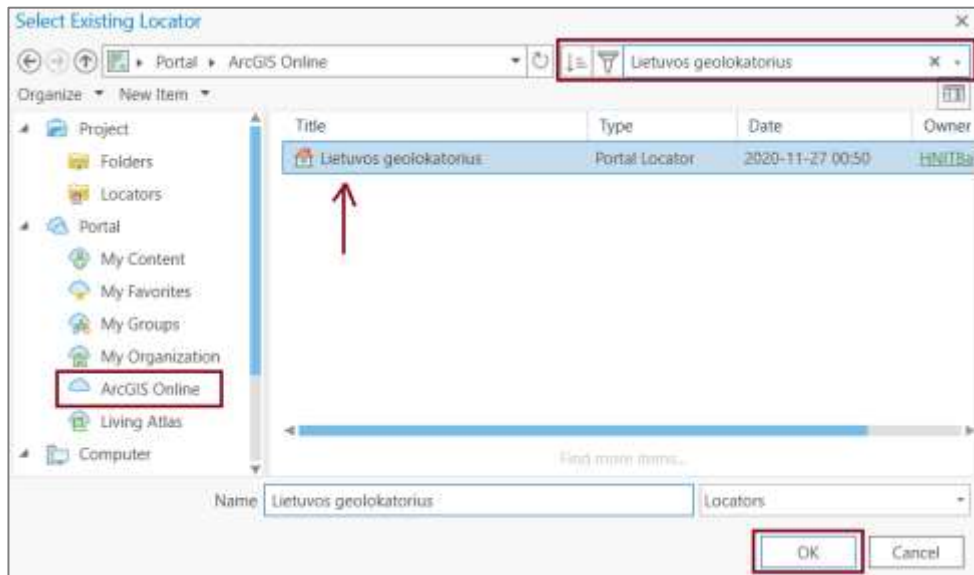 Select Existing Locator
Portal ArcGIS Online
Lietuvos geolokatorius
Organize New Item
Project
Folders
Locators
Portal
My Content
My Favorites
My Groups
My Organization
ArcGIS Online
Living Atlas
Computer
Title Type Date Owner
Lietuvos geolokatorius Portal Locator 2020-11-27 00:50 HNITBa
Find more items...
Name Lietuvos geolokatorius Locators
OK Cancel